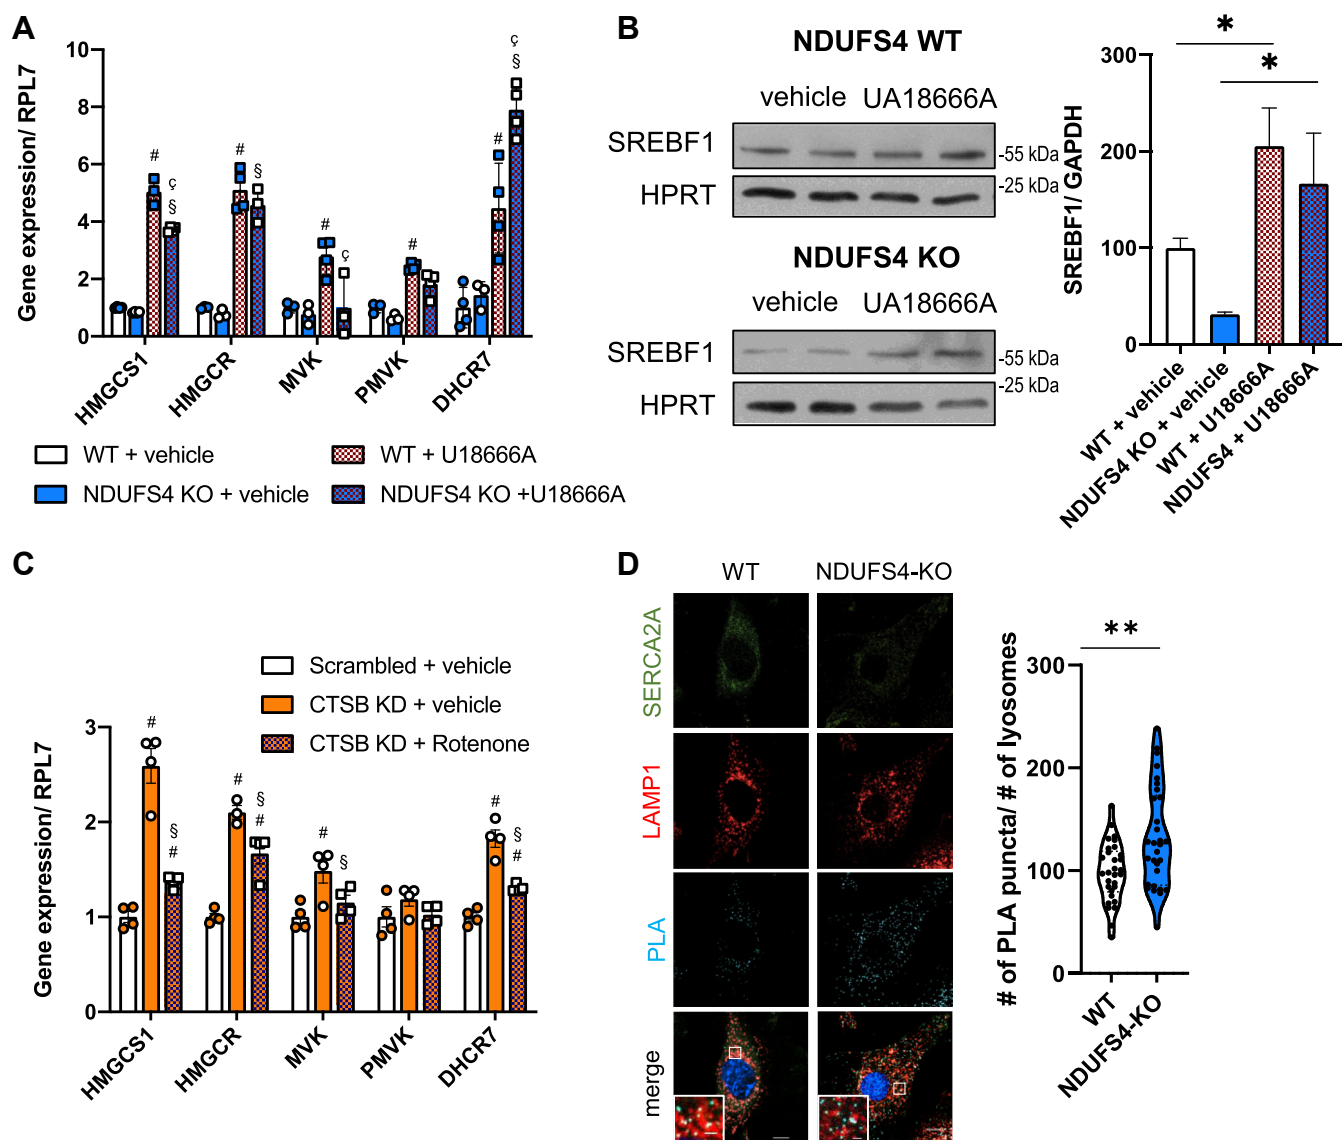 A
Gene expression/ RPL7
10
8
6
4
2
0
#
ç
§
#
§
#
ç
#
#
ç
§
HMGCS1
HMGCR
MVK
PMVK
DHCR7
WT + vehicle
NDUFS4 KO + vehicle
WT + U18666A
NDUFS4 KO +U18666A
B
NDUFS4 WT
vehicle UA18666A
SREBF1
-55 kDa
-25 kDa
HPRT
NDUFS4 KO
vehicle UA18666A
SREBF1
-55 kDa
-25 kDa
HPRT
SREBF1/ GAPDH
300
200
100
0
*
*
WT + vehicle
NDUFS4 KO + vehicle
WT + U18666A
NDUFS4 + U18666A
C
Scrambled + vehicle
CTSB KD + vehicle
CTSB KD + Rotenone
Gene expression/ RPL7
3
2
1
0
#
§
#
#
§
#
#
§
#
§
#
HMGCS1
HMGCR
MVK
PMVK
DHCR7
D
WT NDUFS4-KO
SERCA2A
LAMP1
PLA
merge
# of PLA puncta/ # of lyosomes
300
200
100
0
**
WT
NDUFS4-KO